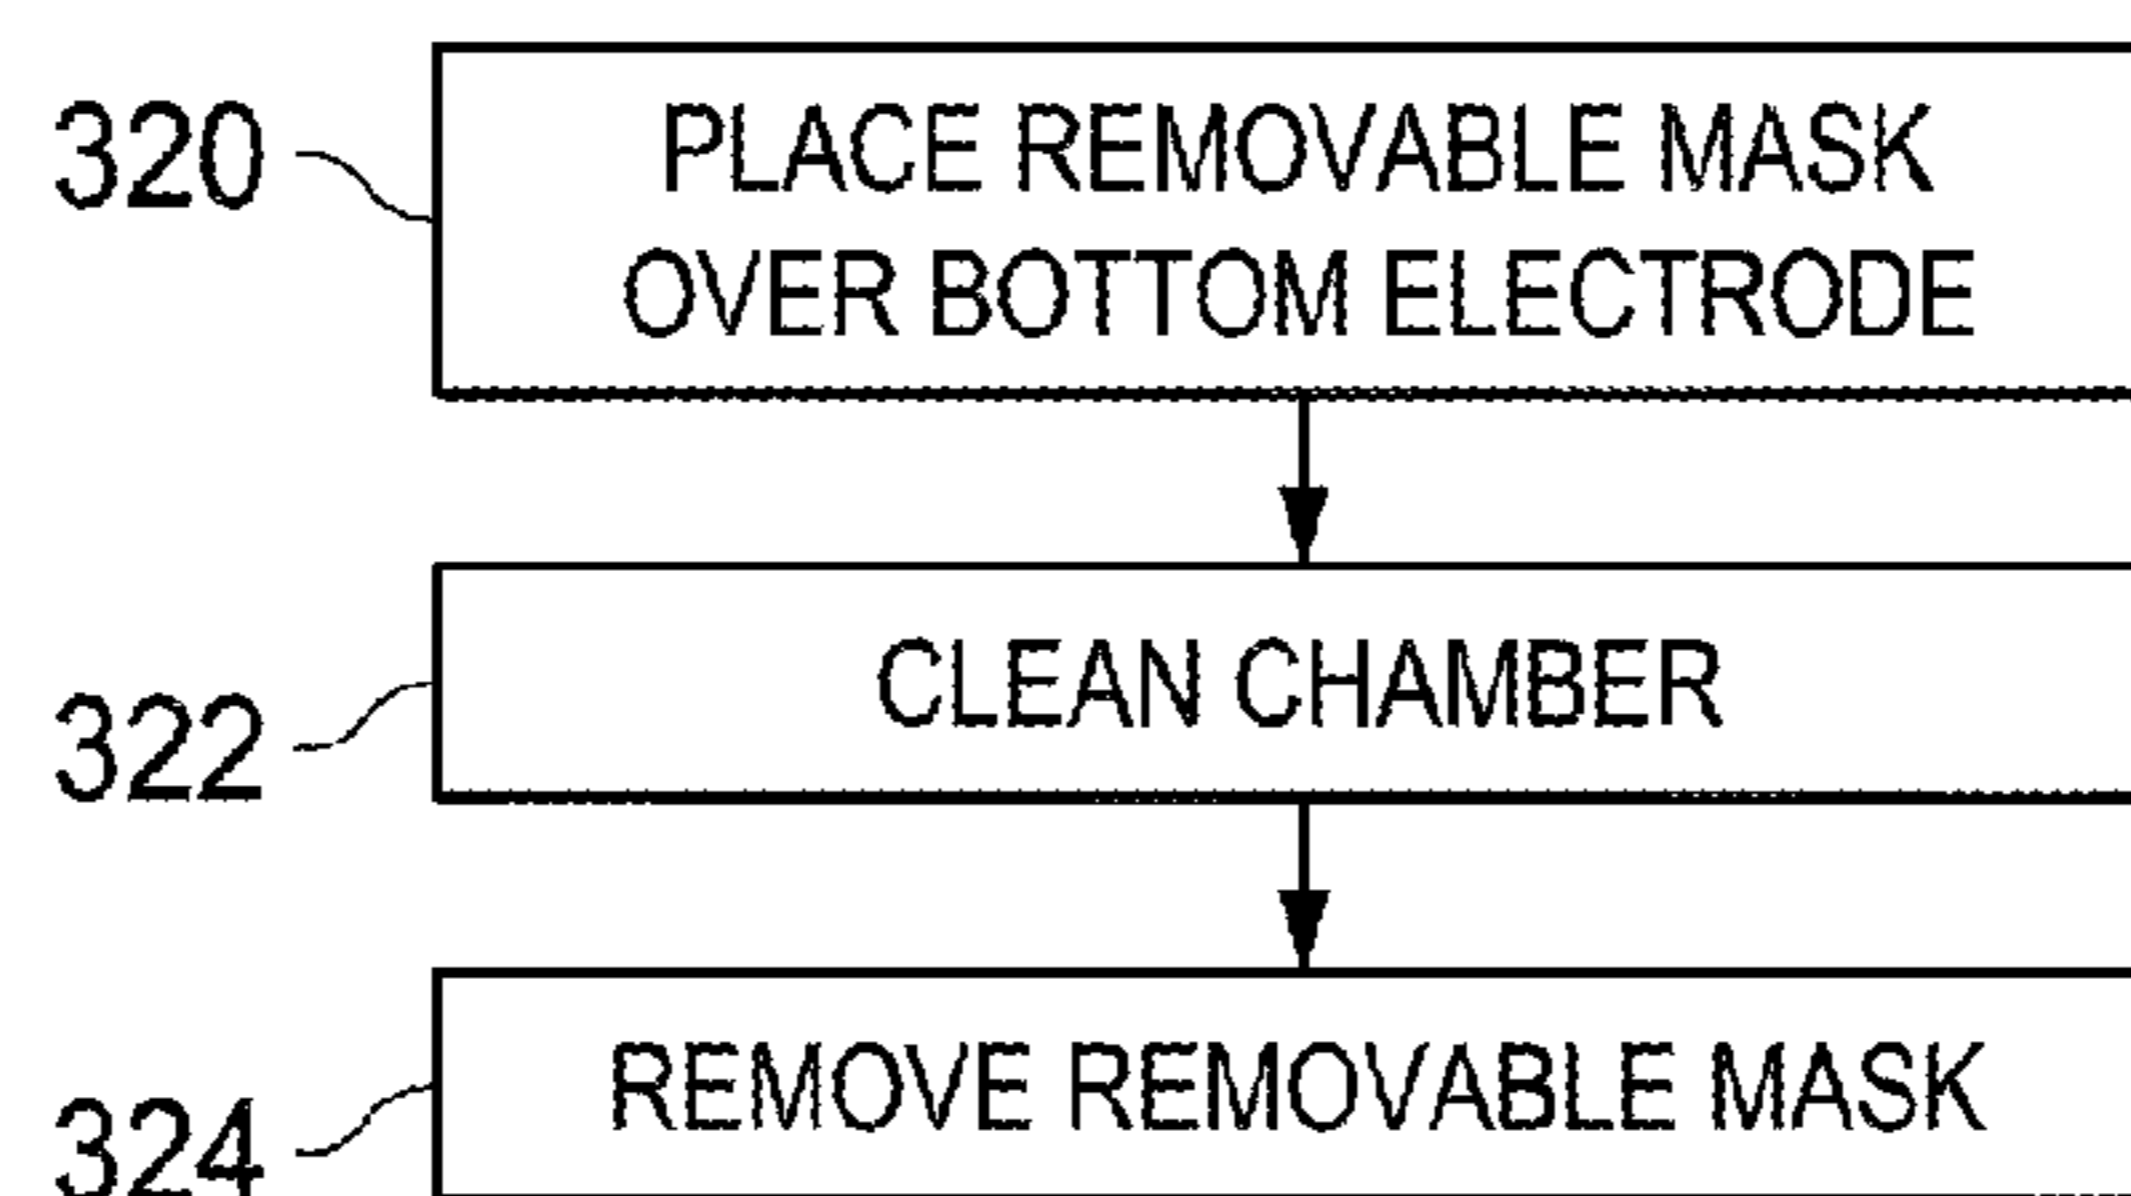 320
PLACE REMOVABLE MASK
OVER BOTTOM ELECTRODE
322
CLEAN CHAMBER
324
REMOVE REMOVABLE MASK